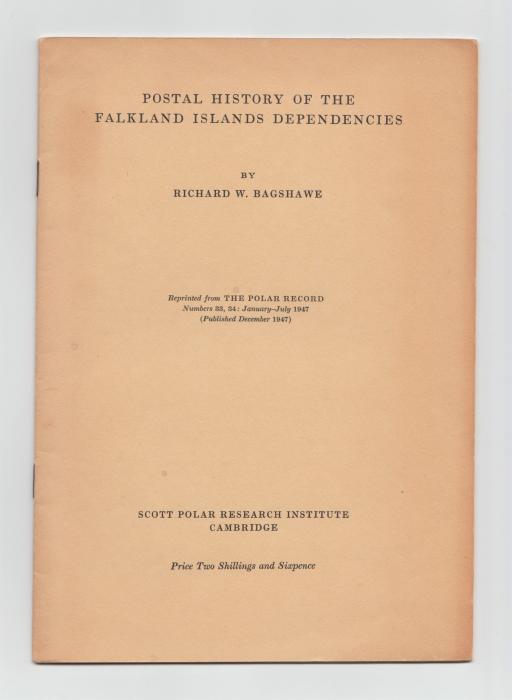 POSTAL HISTORY OF THE
FALKLAND ISLANDS DEPENDENCIES
BY
RICHARD W. BAGSHAWE
Reprinted from THE POLAR RECORD
Numbers 33, 34: January–July 1947
(Published December 1947)
SCOTT POLAR RESEARCH INSTITUTE
CAMBRIDGE
Price Two Shillings and Sixpence